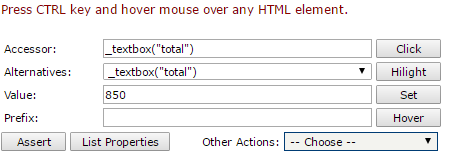 Press CTRL key and hover mouse over any HTML element.
Accessor: _textbox("total") Click
Alternatives: _textbox("total") Hilight
Value: 850 Set
Prefix: Hover
Assert List Properties Other Actions: -- Choose --